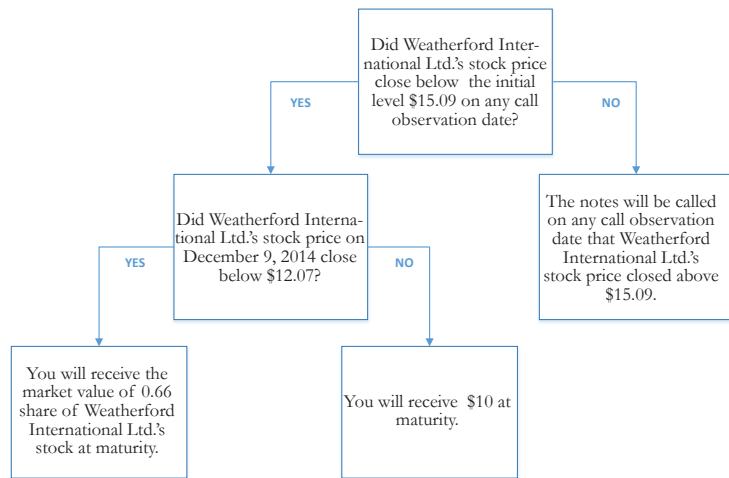 Did Weatherford Inter-
national Ltd.'s stock price
close below the initial
level $15.09 on any call
observation date?
YES
NO
Did Weatherford Interna-
tional Ltd.'s stock price on
December 9, 2014 close
below $12.07?
The notes will be called
on any call observation
date that Weatherford
International Ltd.'s
stock price closed above
$15.09.
YES
NO
You will receive the
market value of 0.66
share of Weatherford
International Ltd.'s
stock at maturity.
You will receive $10 at
maturity.